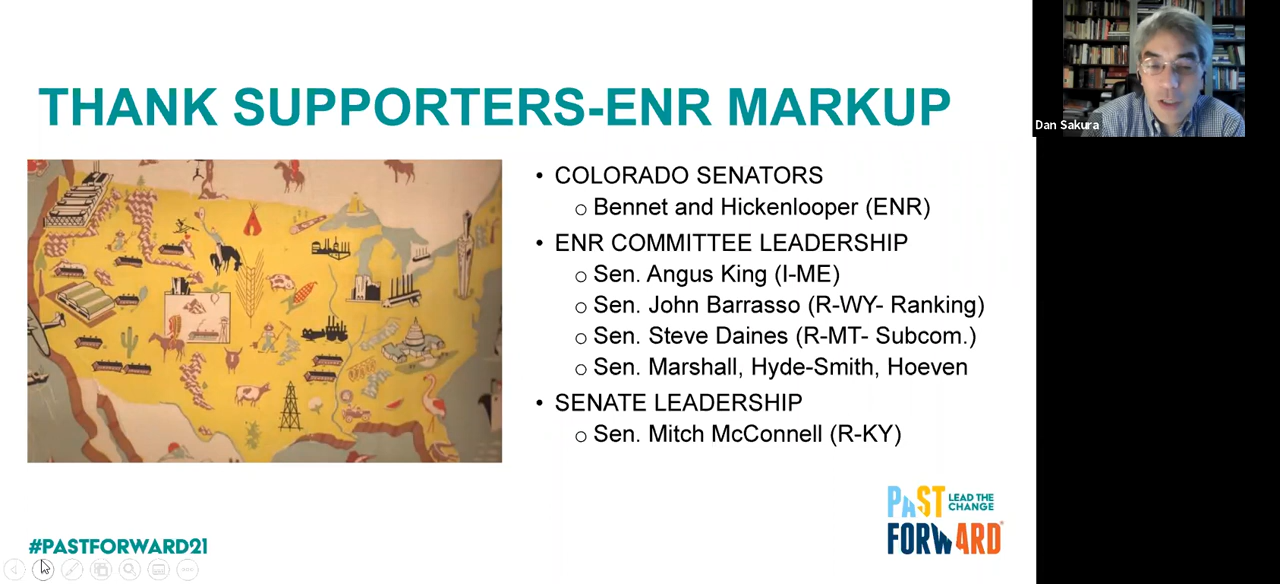 THANK SUPPORTERS-ENR MARKUP
Dan Sakura
• COLORADO SENATORS
○ Bennet and Hickenlooper (ENR)
• ENR COMMITTEE LEADERSHIP
○ Sen. Angus King (I-ME)
○ Sen. John Barrasso (R-WY- Ranking)
○ Sen. Steve Daines (R-MT- Subcom.)
○ Sen. Marshall, Hyde-Smith, Hoeven
• SENATE LEADERSHIP
○ Sen. Mitch McConnell (R-KY)
PAST LEAD THE CHANGE
FORWARD®
#PASTFORWARD21